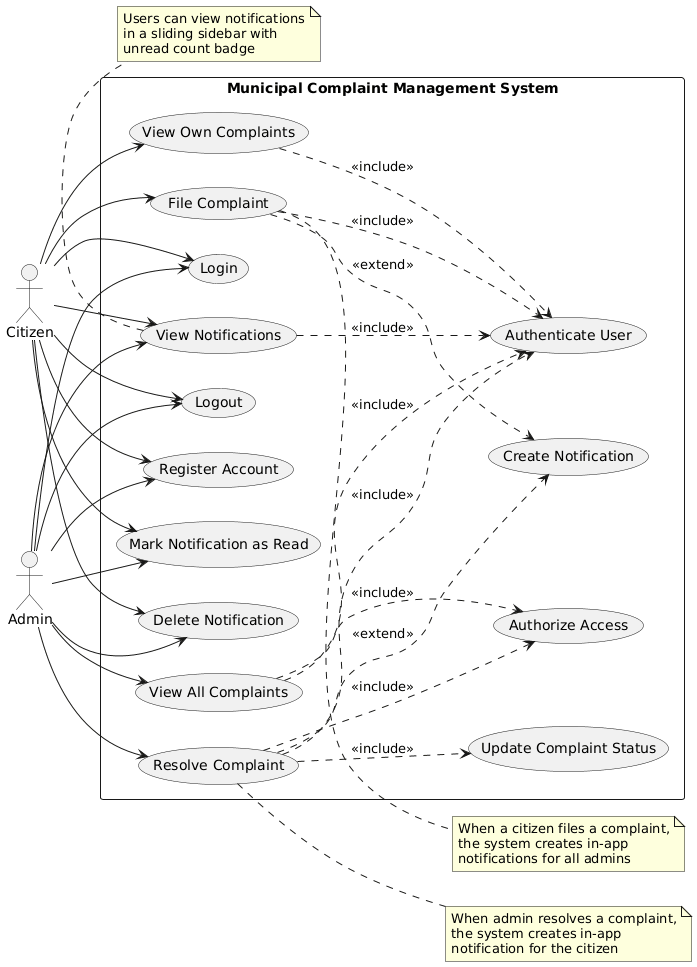 Users can view notifications
in a sliding sidebar with
unread count badge
Municipal Complaint Management System
View Own Complaints
«include»
File Complaint
«include»
«extend»
Login
Citizen
View Notifications
«include»
Authenticate User
Logout
«include»
Register Account
Create Notification
«include»
Mark Notification as Read
Admin
Delete Notification
«include»
Authorize Access
«extend»
View All Complaints
Resolve Complaint
«include»
Update Complaint Status
When a citizen files a complaint,
the system creates in-app
notifications for all admins
When admin resolves a complaint,
the system creates in-app
notification for the citizen